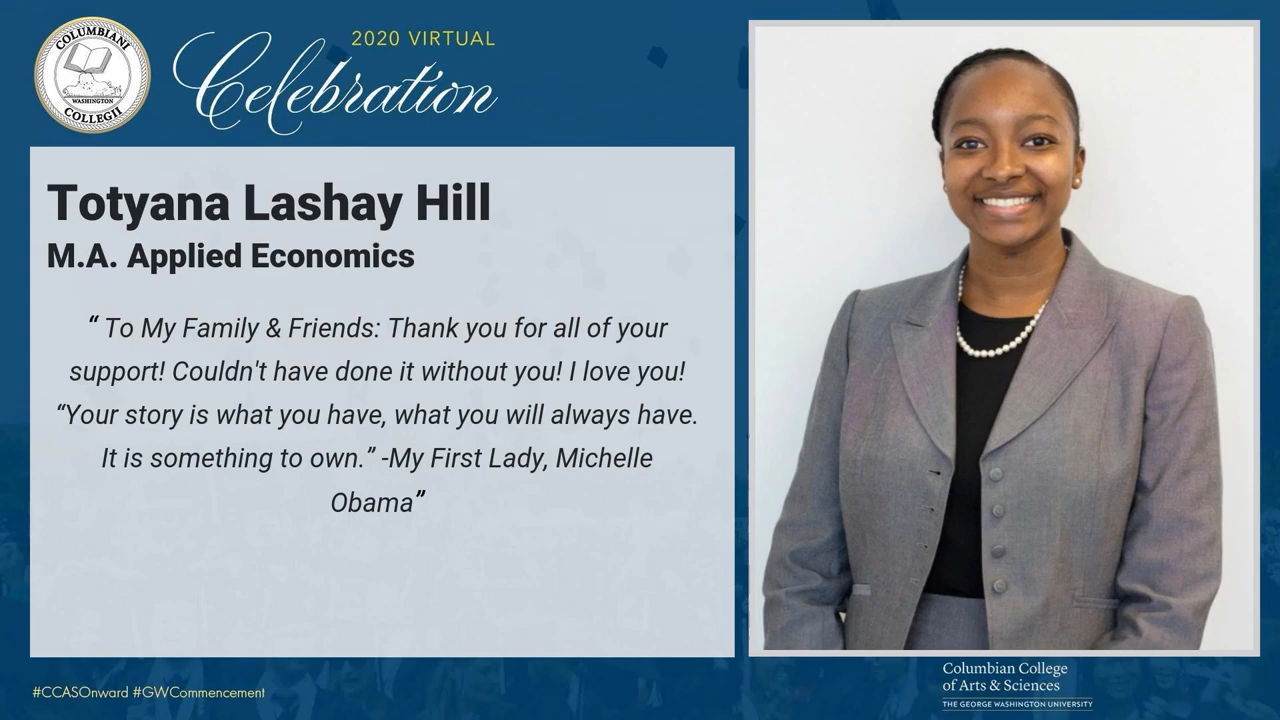 COLUMBIANI
WASHINGTON
COLLEGII
2020 VIRTUAL
Celebration
Totyana Lashay Hill
M.A. Applied Economics
“ To My Family & Friends: Thank you for all of your
support! Couldn't have done it without you! I love you!
“Your story is what you have, what you will always have.
It is something to own.” -My First Lady, Michelle
Obama”
#CCASOnward #GWCommencement
Columbian College
of Arts & Sciences
THE GEORGE WASHINGTON UNIVERSITY